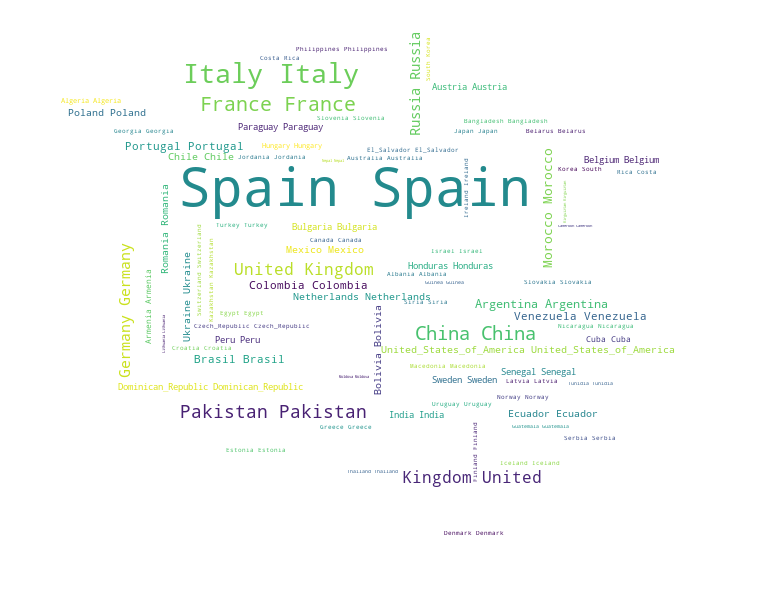 Philippines Philippines
Costa Rica
Russia Russia
South Korea
Italy Italy
Austria Austria
Algeria Algeria
France France
Poland Poland
Slovenia Slovenia
Bangladesh Bangladesh
Paraguay Paraguay
Georgia Georgia
Japan Japan
Belarus Belarus
Portugal Portugal
Hungary Hungary
El_Salvador El_Salvador
Chile Chile
Jordania Jordania
Australia Australia
Belgium Belgium
Korea South
Rica Costa
Spain Spain
Ireland Ireland
Morocco Morocco
Romania Romania
Turkey Turkey
Bulgaria Bulgaria
Canada Canada
Mexico Mexico
Israel Israel
Switzerland Switzerland
Kazakhstan Kazakhstan
Ukraine Ukraine
Germany Germany
Armenia Armenia
United Kingdom
Honduras Honduras
Albania Albania
Colombia Colombia
Guinea Guinea
Slovakia Slovakia
Netherlands Netherlands
Siria Siria
Argentina Argentina
Egypt Egypt
Venezuela Venezuela
Lithuania Lithuania
Czech_Republic Czech_Republic
Nicaragua Nicaragua
China China
Peru Peru
Cuba Cuba
Croatia Croatia
United_States_of_America United_States_of_America
Brasil Brasil
Bolivia Bolivia
Macedonia Macedonia
Senegal Senegal
Sweden Sweden
Latvia Latvia
Tunisia Tunisia
Dominican_Republic Dominican_Republic
Norway Norway
Uruguay Uruguay
Pakistan Pakistan
India India
Ecuador Ecuador
Greece Greece
Guatemala Guatemala
Serbia Serbia
Estonia Estonia
Finland Finland
Iceland Iceland
Thailand Thailand
Kingdom United
Denmark Denmark